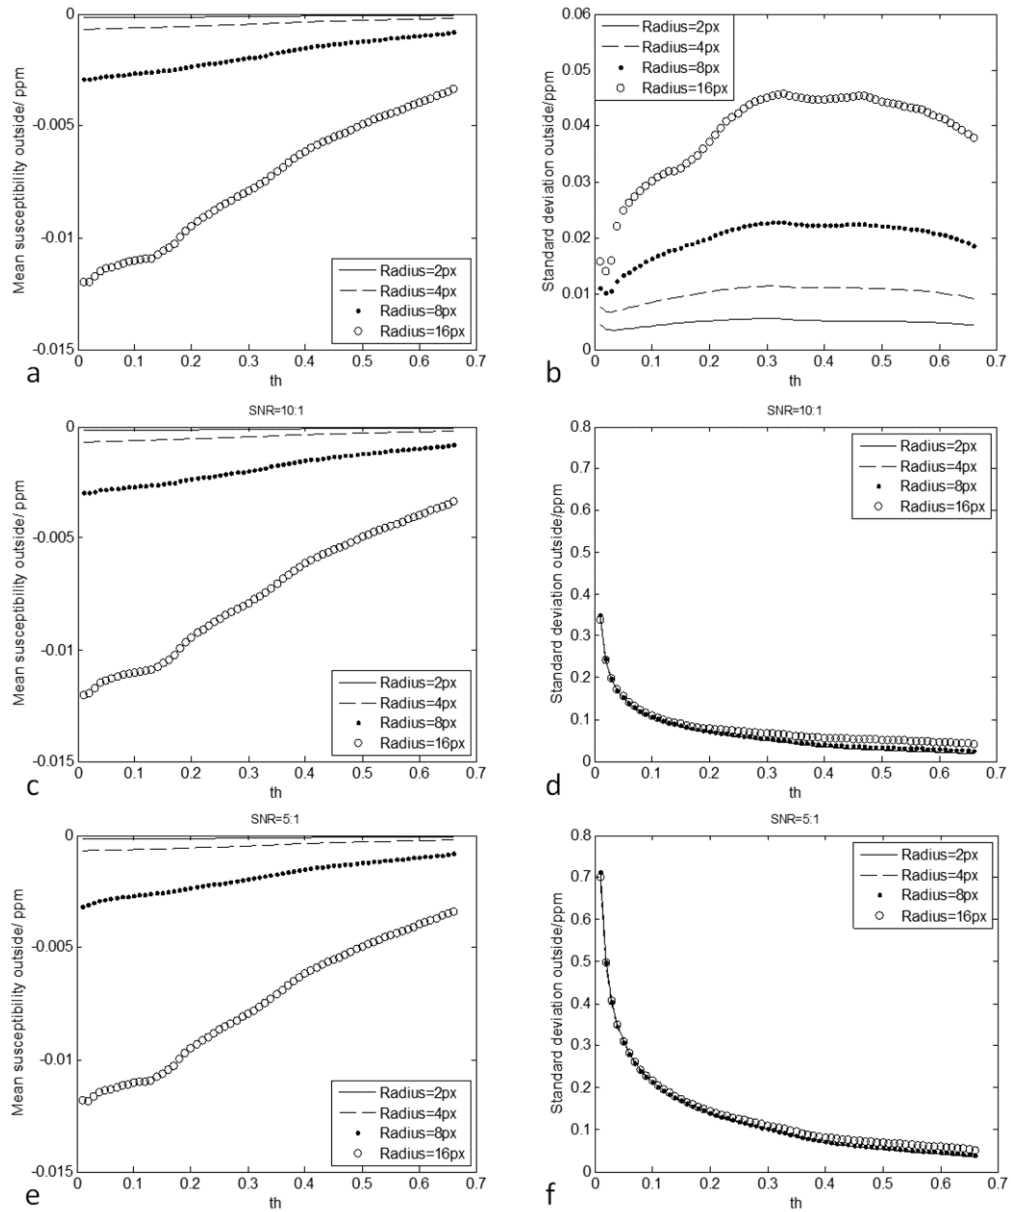 0
-0.005
-0.01
-0.015
Mean susceptibility outside/ ppm
0 0.1 0.2 0.3 0.4 0.5 0.6 0.7
th
Radius=2px
Radius=4px
Radius=8px
Radius=16px
a
0.06
0.05
0.04
0.03
0.02
0.01
0
Standard deviation outside/ppm
0 0.1 0.2 0.3 0.4 0.5 0.6 0.7
th
Radius=2px
Radius=4px
Radius=8px
Radius=16px
b
SNR=10:1
0
-0.005
-0.01
-0.015
Mean susceptibility outside/ ppm
0 0.1 0.2 0.3 0.4 0.5 0.6 0.7
th
Radius=2px
Radius=4px
Radius=8px
Radius=16px
c
SNR=10:1
0.8
0.7
0.6
0.5
0.4
0.3
0.2
0.1
0
Standard deviation outside/ppm
0 0.1 0.2 0.3 0.4 0.5 0.6 0.7
th
Radius=2px
Radius=4px
Radius=8px
Radius=16px
d
SNR=5:1
0
-0.005
-0.01
-0.015
Mean susceptibility outside/ ppm
0 0.1 0.2 0.3 0.4 0.5 0.6 0.7
th
Radius=2px
Radius=4px
Radius=8px
Radius=16px
e
SNR=5:1
0.8
0.7
0.6
0.5
0.4
0.3
0.2
0.1
0
Standard deviation outside/ppm
0 0.1 0.2 0.3 0.4 0.5 0.6 0.7
th
Radius=2px
Radius=4px
Radius=8px
Radius=16px
f